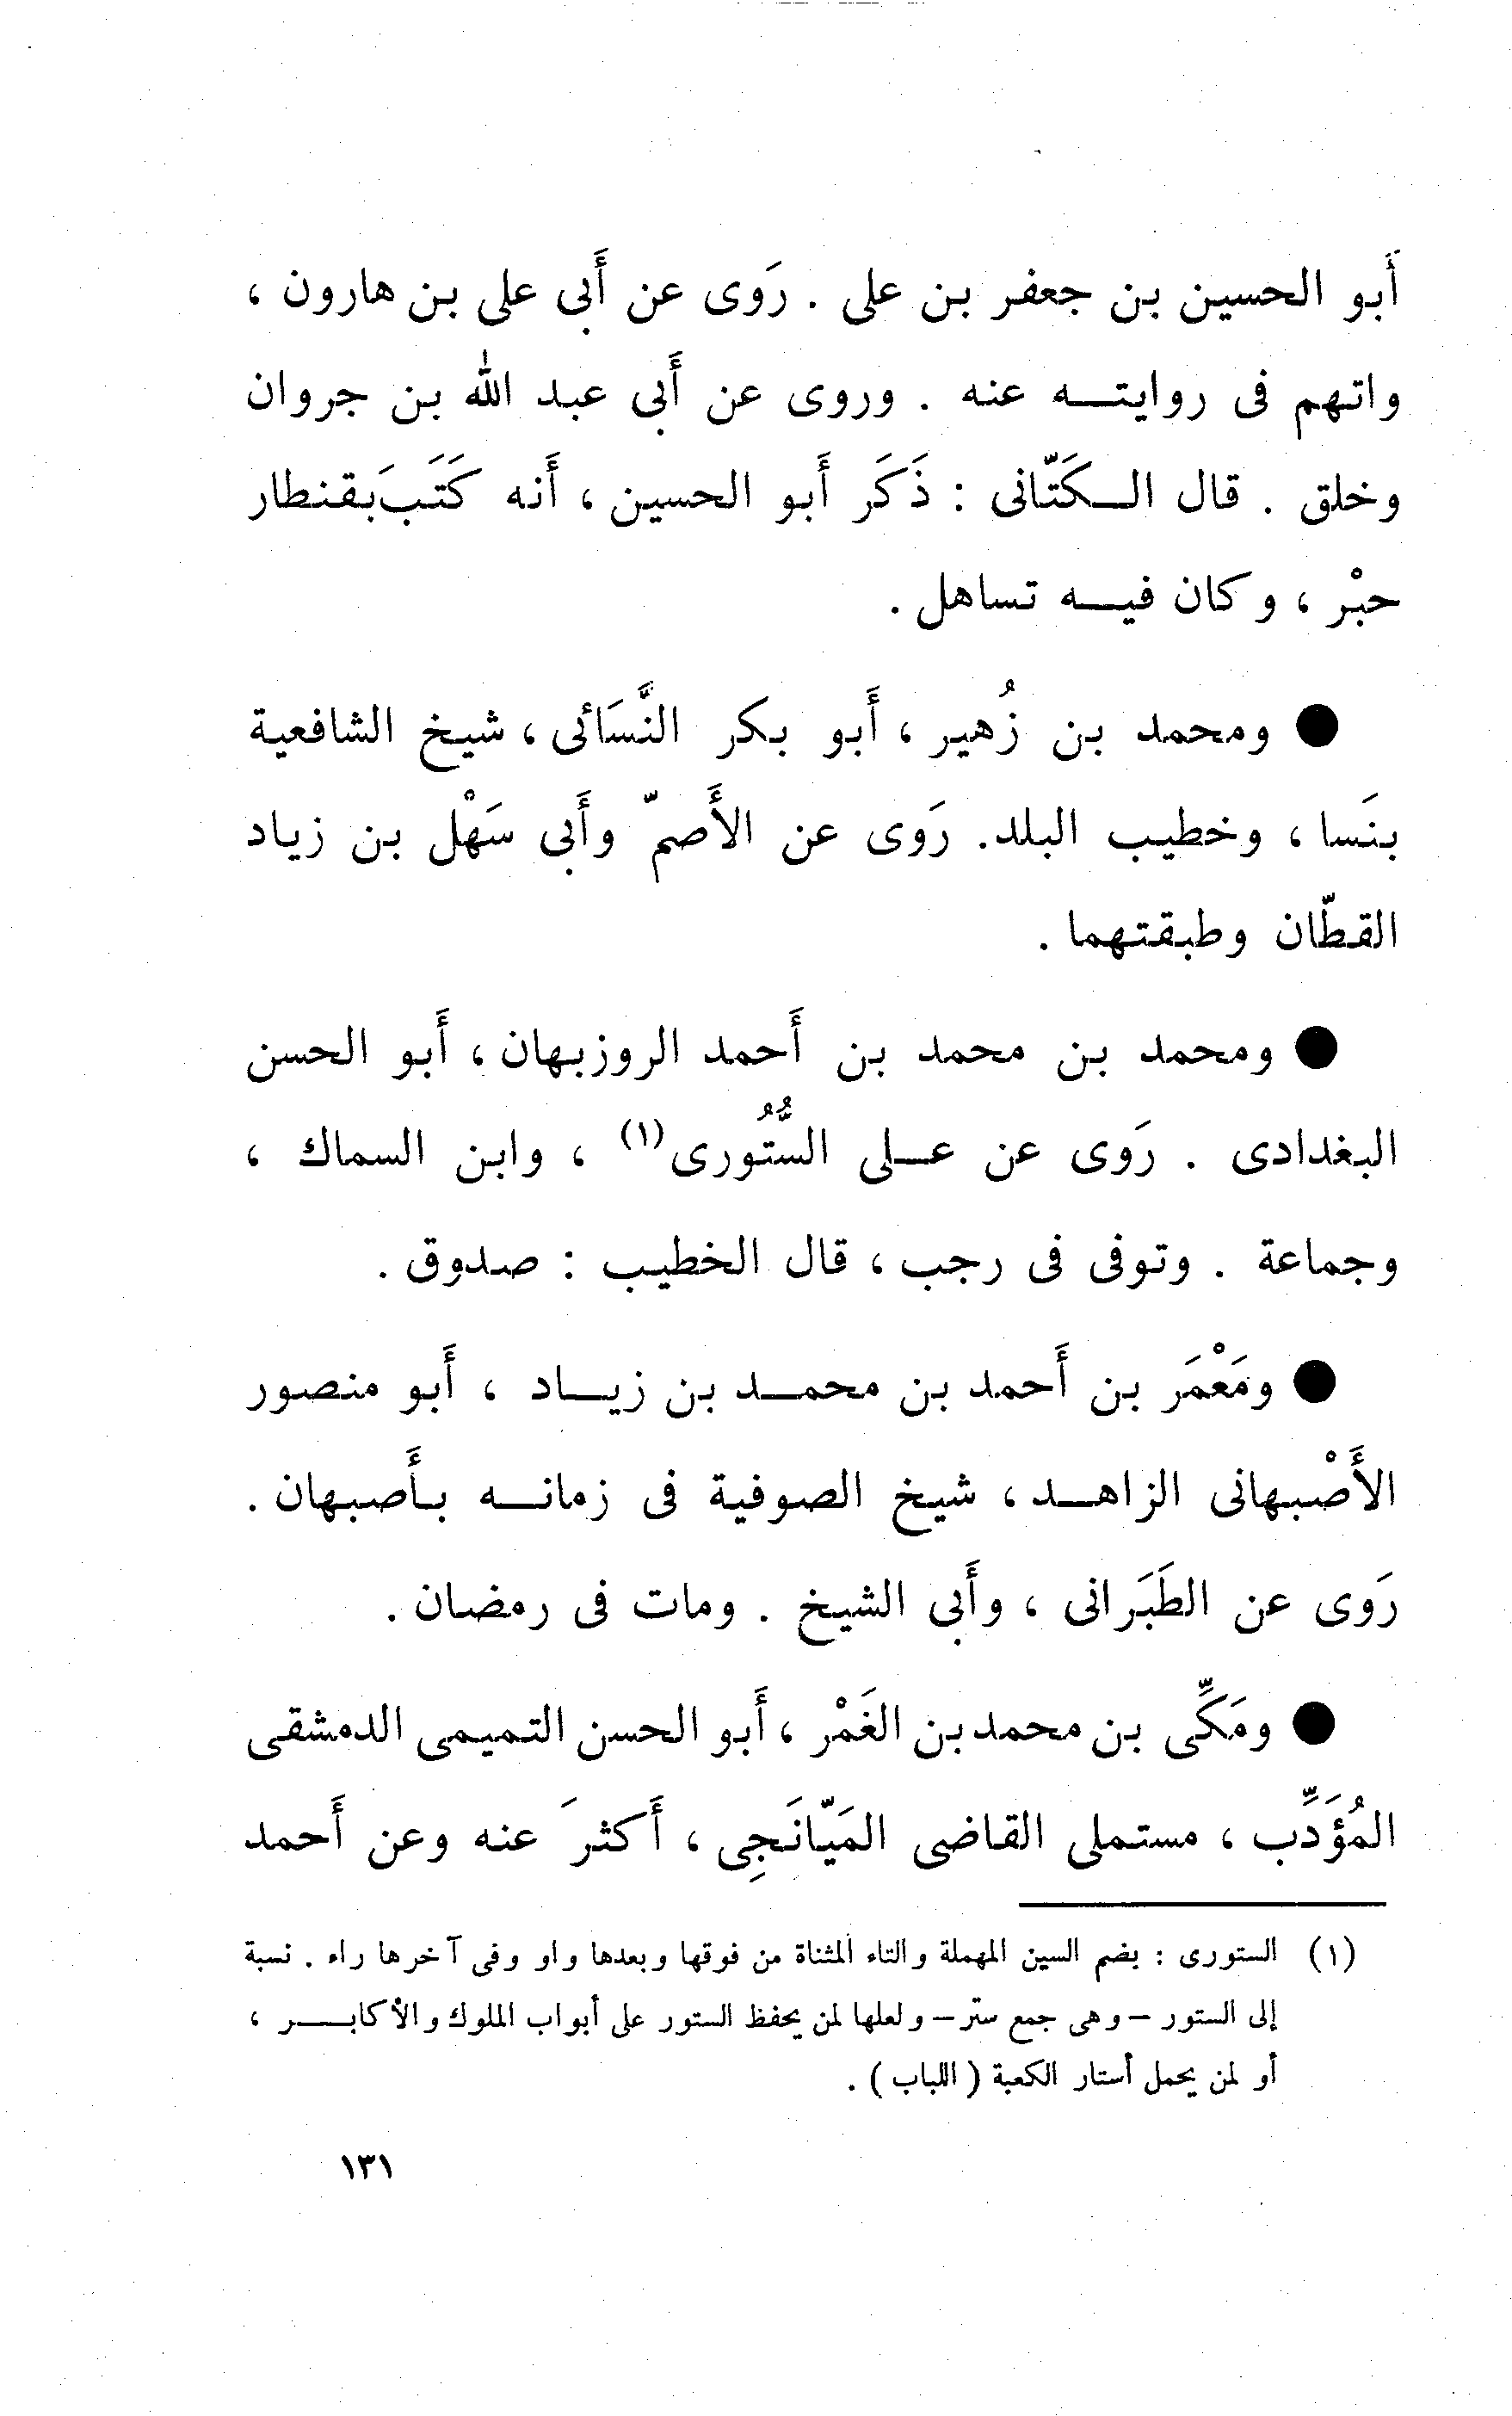 أَبو الحسين بن جعفر بن على . رَوى عن أَبى على بن هارون ،
واتهم فى روايتـــه عنه . وروى عن أَبى عبد الله بن جروان
وخلق . قال الــكَتّانى : ذَكَر أَبو الحسين ، أَنه كَتَبَ بقنطار
حبْر ، وكان فيـــه تساهل .
● ومحمد بن زُهير ، أَبو بكر النَّسَائى ، شيخ الشافعية
بنَسا ، وخطيب البلد. رَوى عن الأَصمّ وأَبى سَهْل بن زياد
القطّان وطبقتهما .
● ومحمد بن محمد بن أَحمد الروزبهان ، أَبو الحسن
البغدادى . رَوى عن عــلى السُّتُورى(١) ، وابن السماك ،
وجماعة . وتوفى فى رجب ، قال الخطيب : صدوق .
● ومَعْمَر بن أَحمد بن محمــد بن زيــاد ، أَبو منصور
الأَصْبهانى الزاهــد ، شيخ الصوفية فى زمانــه بأَصبهان .
رَوى عن الطَبَرانى ، وأَبى الشيخ . ومات فى رمضان .
● ومَكِّى بن محمد بن الغَمْر ، أَبو الحسن التميمى الدمشقى
المُؤَدِّب ، مستملى القاضى المَيّانَجِى ، أَكثرَ عنه وعن أَحمد
(١) الستورى : بضم السين المهملة والتاء المثناة من فوقها وبعدها واو وفى آخرها راء . نسبة
إلى الستور – وهى جمع ستر – ولعلها لمن يحفظ الستور على أبواب الملوك والأكابــــر ،
أو لمن يحمل أستار الكعبة ( اللباب ) .
١٣١